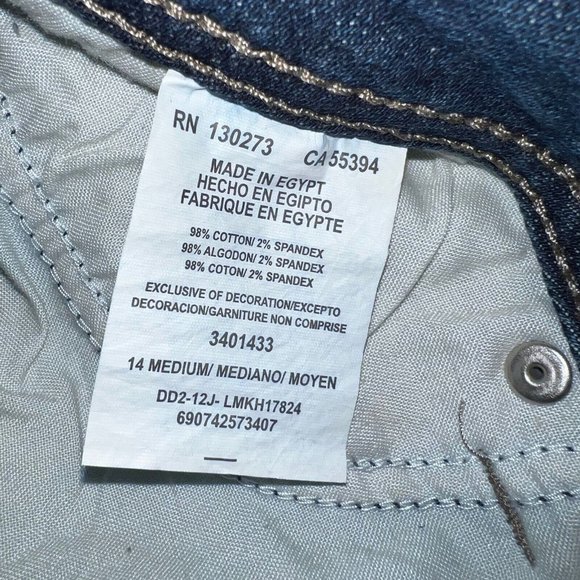 RN 130273 CA 55394
MADE IN EGYPT
HECHO EN EGIPTO
FABRIQUE EN EGYPTE
98% COTTON/ 2% SPANDEX
98% ALGODON/ 2% SPANDEX
98% COTON/ 2% SPANDEX
EXCLUSIVE OF DECORATION/EXCEPTO
DECORACION/GARNITURE NON COMPRISE
3401433
14 MEDIUM/ MEDIANO/ MOYEN
DD2-12J- LMKH17824
690742573407